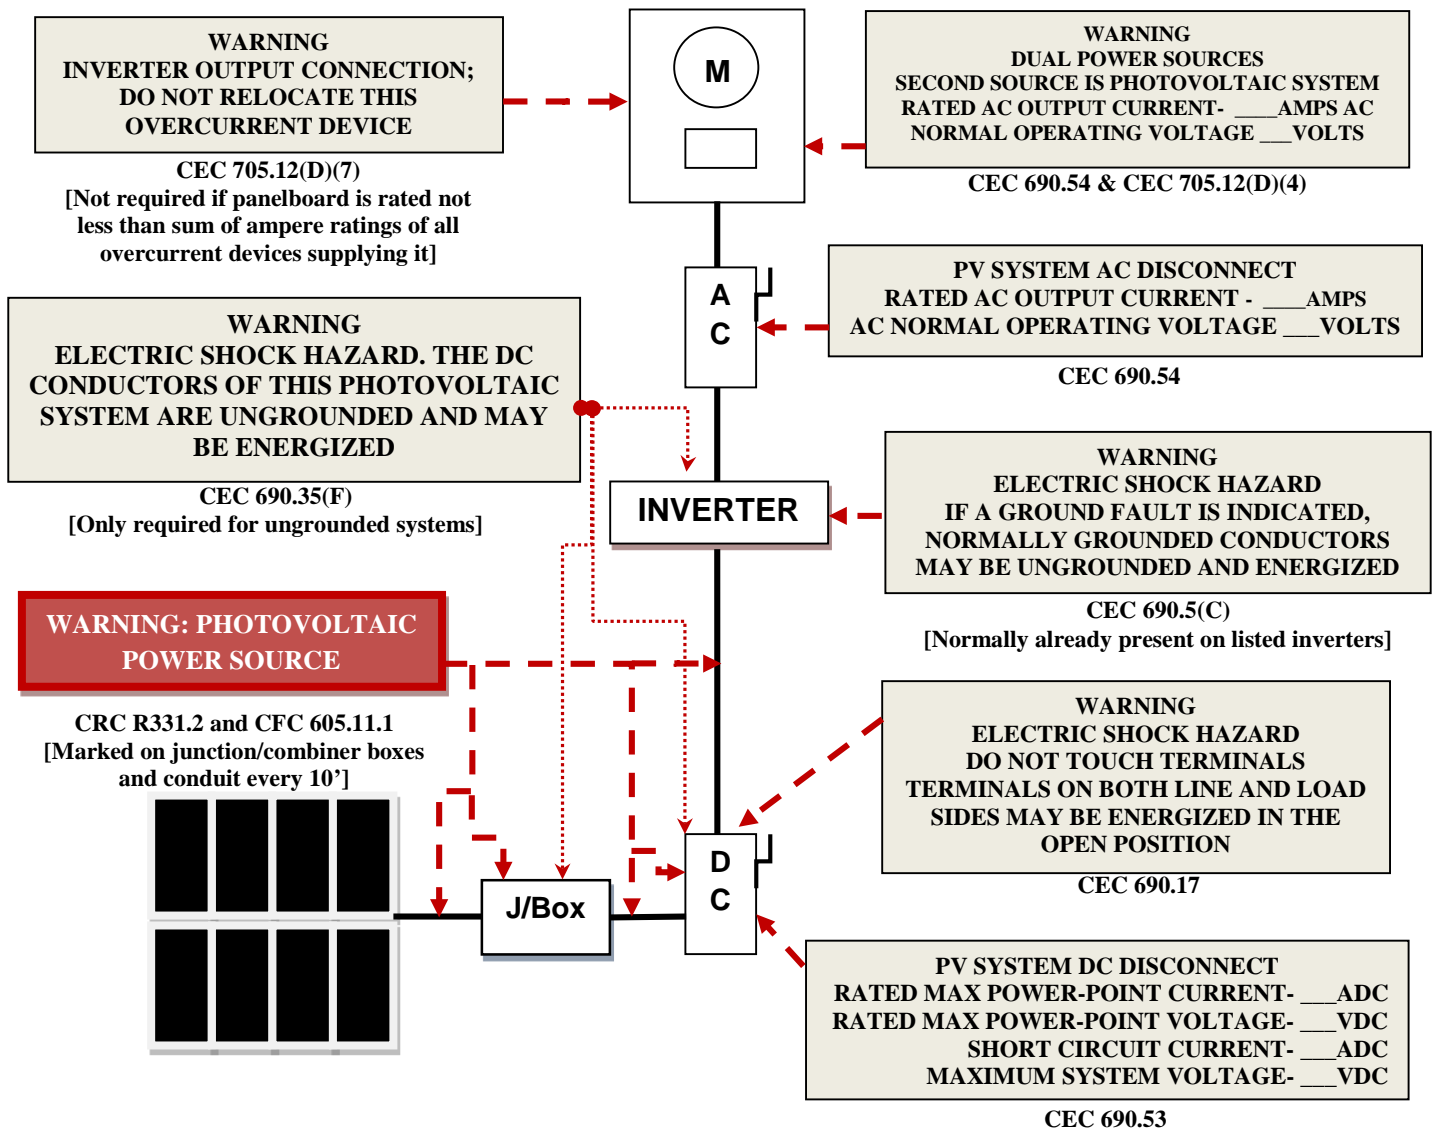 WARNING
INVERTER OUTPUT CONNECTION;
DO NOT RELOCATE THIS
OVERCURRENT DEVICE
CEC 705.12(D)(7)
[Not required if panelboard is rated not
less than sum of ampere ratings of all
overcurrent devices supplying it]
M
WARNING
DUAL POWER SOURCES
SECOND SOURCE IS PHOTOVOLTAIC SYSTEM
RATED AC OUTPUT CURRENT- ____AMPS AC
NORMAL OPERATING VOLTAGE ___VOLTS
CEC 690.54 & CEC 705.12(D)(4)
A
C
PV SYSTEM AC DISCONNECT
RATED AC OUTPUT CURRENT - ____AMPS
AC NORMAL OPERATING VOLTAGE ___VOLTS
CEC 690.54
WARNING
ELECTRIC SHOCK HAZARD. THE DC
CONDUCTORS OF THIS PHOTOVOLTAIC
SYSTEM ARE UNGROUNDED AND MAY
BE ENERGIZED
CEC 690.35(F)
[Only required for ungrounded systems]
INVERTER
WARNING
ELECTRIC SHOCK HAZARD
IF A GROUND FAULT IS INDICATED,
NORMALLY GROUNDED CONDUCTORS
MAY BE UNGROUNDED AND ENERGIZED
CEC 690.5(C)
[Normally already present on listed inverters]
WARNING: PHOTOVOLTAIC
POWER SOURCE
CRC R331.2 and CFC 605.11.1
[Marked on junction/combiner boxes
and conduit every 10’]
WARNING
ELECTRIC SHOCK HAZARD
DO NOT TOUCH TERMINALS
TERMINALS ON BOTH LINE AND LOAD
SIDES MAY BE ENERGIZED IN THE
OPEN POSITION
CEC 690.17
J/Box
D
C
PV SYSTEM DC DISCONNECT
RATED MAX POWER-POINT CURRENT- ___ADC
RATED MAX POWER-POINT VOLTAGE- ___VDC
SHORT CIRCUIT CURRENT- ___ADC
MAXIMUM SYSTEM VOLTAGE- ___VDC
CEC 690.53